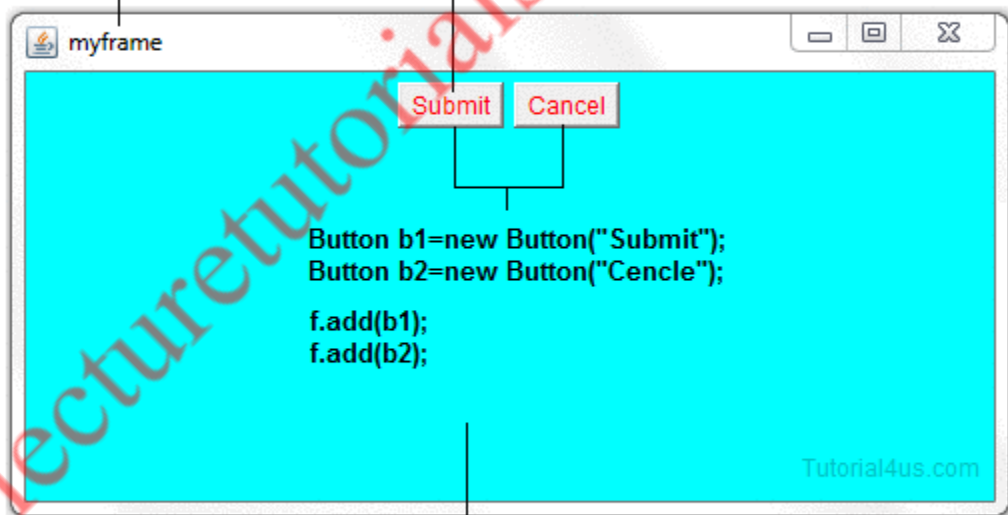 myframe
Submit Cancel
Button b1=new Button("Submit");
Button b2=new Button("Cencle");
f.add(b1);
f.add(b2);
Tutorial4us.com
lecturetutorials